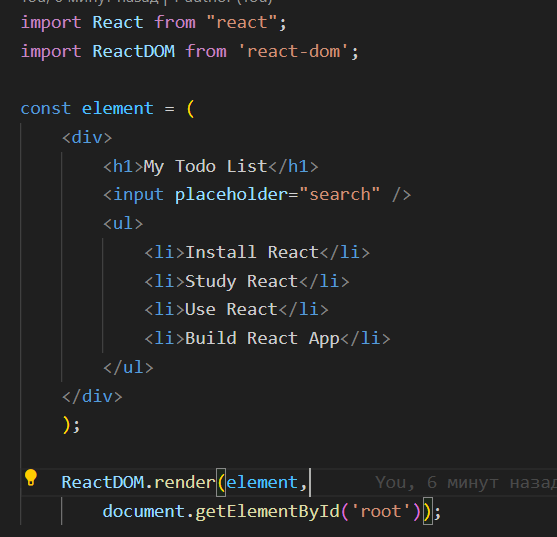 You, 6 минут назад | 1 author (You)
import React from "react";
import ReactDOM from 'react-dom';
const element = (
<div>
<h1>My Todo List</h1>
<input placeholder="search" />
<ul>
<li>Install React</li>
<li>Study React</li>
<li>Use React</li>
<li>Build React App</li>
</ul>
</div>
);
ReactDOM.render(element, You, 6 минут назад
document.getElementById('root'));